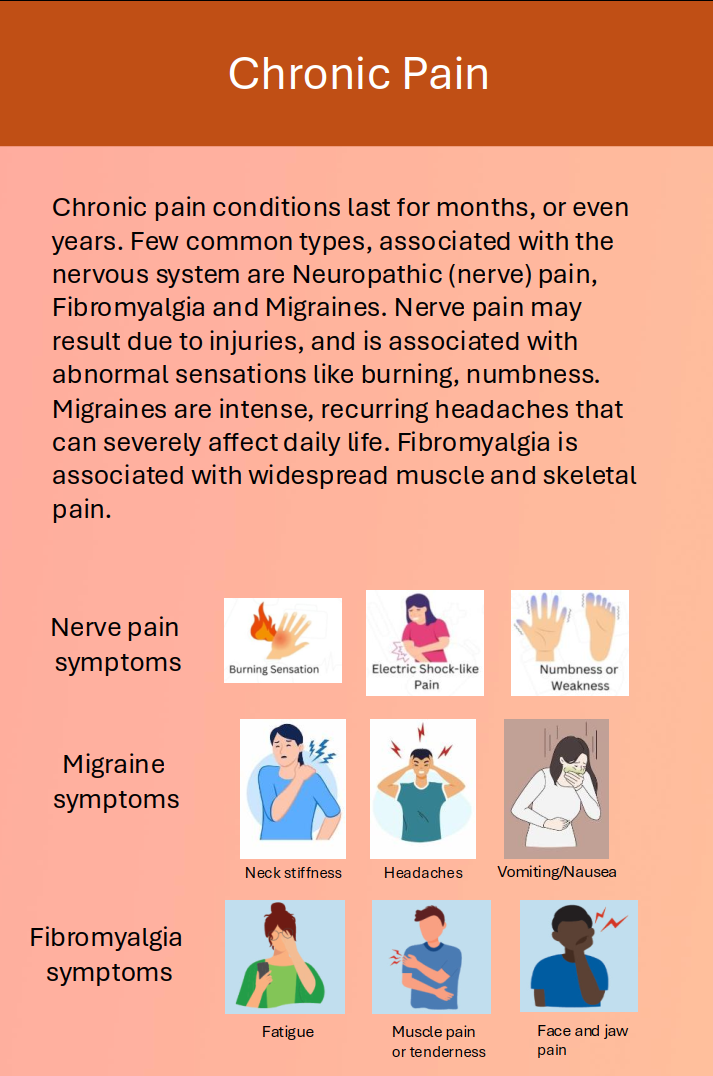 Chronic Pain
Chronic pain conditions last for months, or even
years. Few common types, associated with the
nervous system are Neuropathic (nerve) pain,
Fibromyalgia and Migraines. Nerve pain may
result due to injuries, and is associated with
abnormal sensations like burning, numbness.
Migraines are intense, recurring headaches that
can severely affect daily life. Fibromyalgia is
associated with widespread muscle and skeletal
pain.
Nerve pain
symptoms
Burning Sensation
Electric Shock-like
Pain
Numbness or
Weakness
Migraine
symptoms
Neck stiffness
Headaches
Vomiting/Nausea
Fibromyalgia
symptoms
Fatigue
Muscle pain
or tenderness
Face and jaw
pain